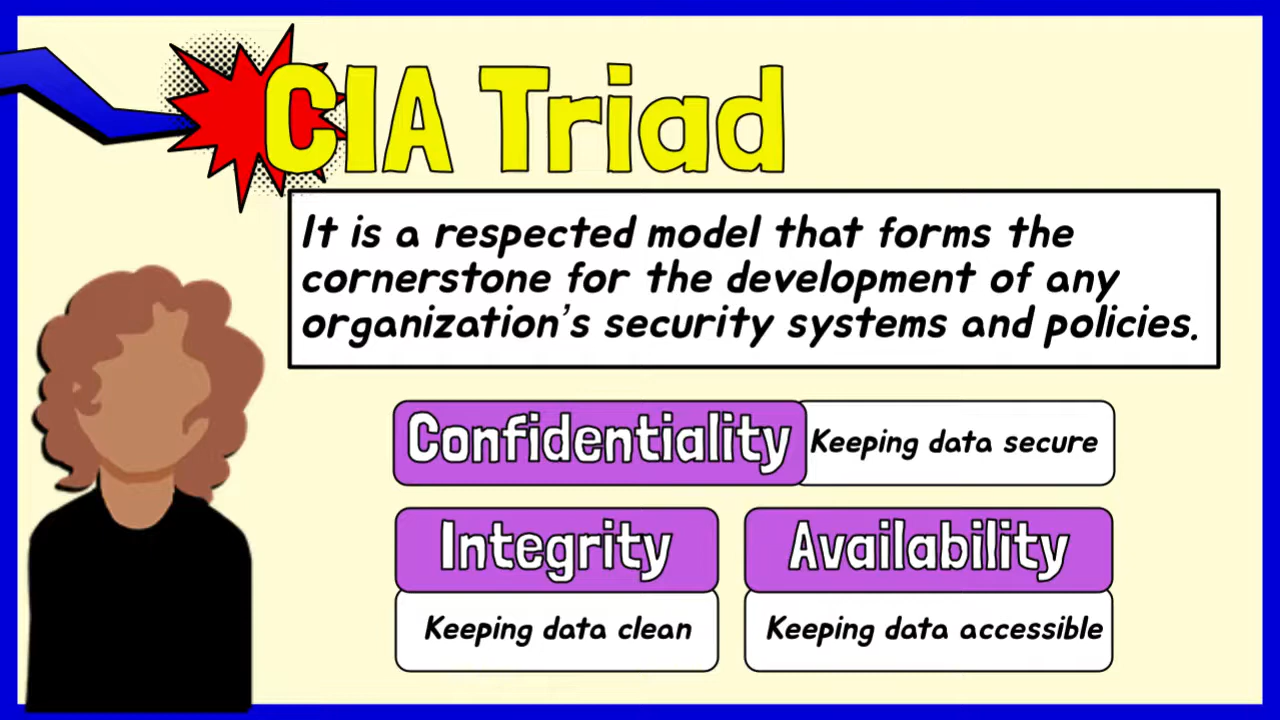 CIA Triad
It is a respected model that forms the
cornerstone for the development of any
organization's security systems and policies.
Confidentiality
Keeping data secure
Integrity
Keeping data clean
Availability
Keeping data accessible